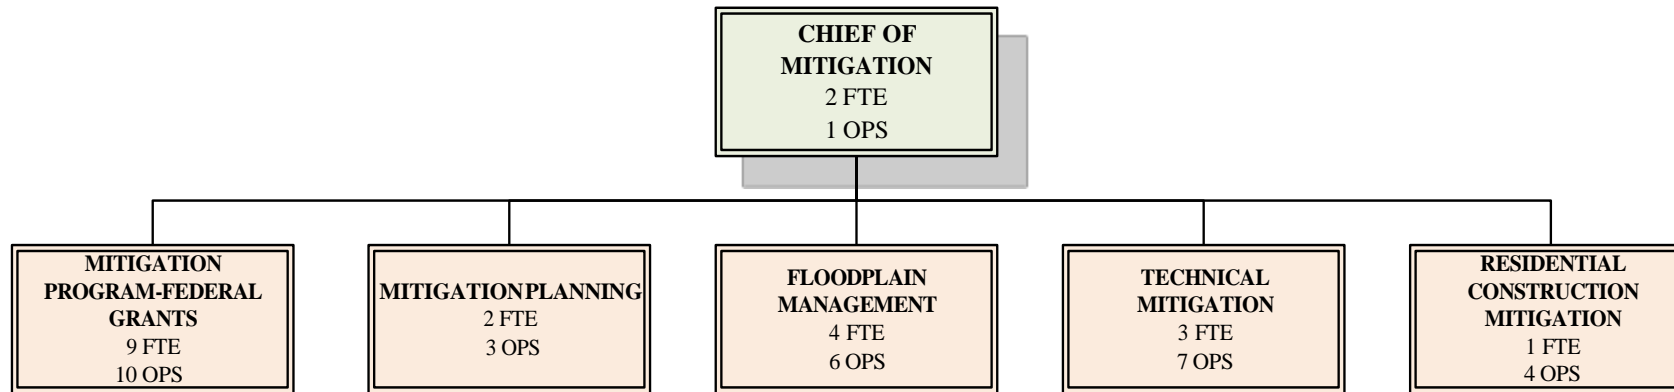 CHIEF OF
MITIGATION
2 FTE
1 OPS
MITIGATION
PROGRAM-FEDERAL
GRANTS
9 FTE
10 OPS
MITIGATION PLANNING
2 FTE
3 OPS
FLOODPLAIN
MANAGEMENT
4 FTE
6 OPS
TECHNICAL
MITIGATION
3 FTE
7 OPS
RESIDENTIAL
CONSTRUCTION
MITIGATION
1 FTE
4 OPS